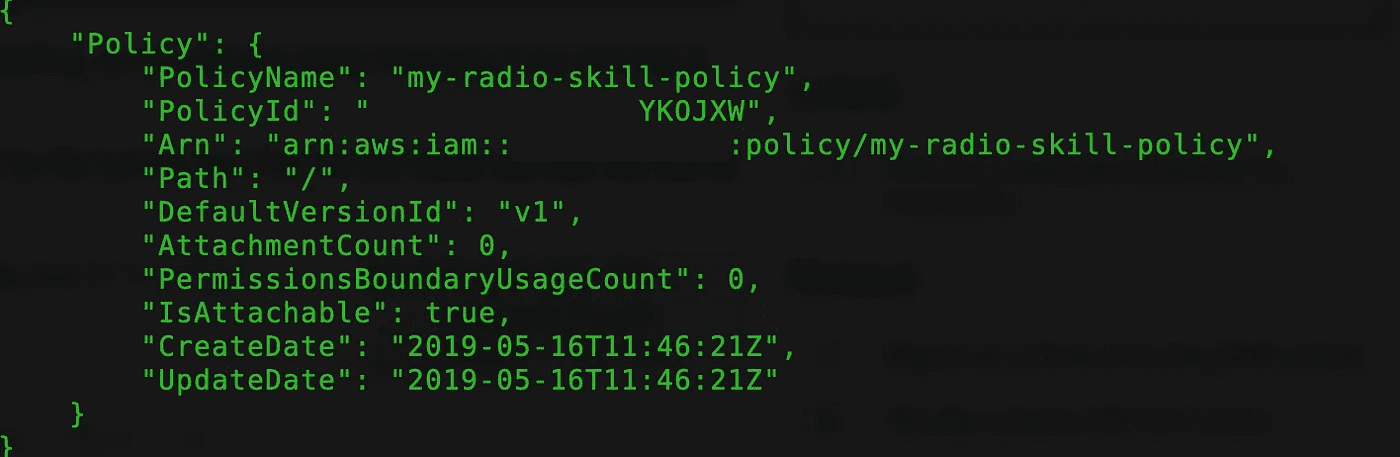 {
    "Policy": {
        "PolicyName": "my-radio-skill-policy",
        "PolicyId": "                YKOJXW",
        "Arn": "arn:aws:iam::             :policy/my-radio-skill-policy",
        "Path": "/",
        "DefaultVersionId": "v1",
        "AttachmentCount": 0,
        "PermissionsBoundaryUsageCount": 0,
        "IsAttachable": true,
        "CreateDate": "2019-05-16T11:46:21Z",
        "UpdateDate": "2019-05-16T11:46:21Z"
    }
}